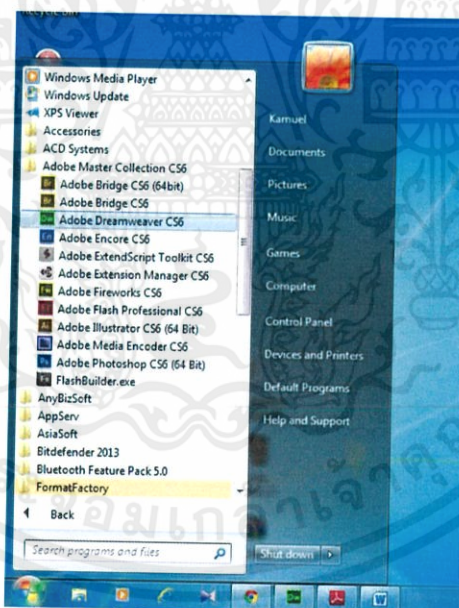 Recycle Bin
Windows Media Player
Windows Update
XPS Viewer
Accessories
ACD Systems
Adobe Master Collection CS6
Adobe Bridge CS6 (64bit)
Adobe Bridge CS6
Adobe Dreamweaver CS6
Adobe Encore CS6
Adobe ExtendScript Toolkit CS6
Adobe Extension Manager CS6
Adobe Fireworks CS6
Adobe Flash Professional CS6
Adobe Illustrator CS6 (64 Bit)
Adobe Media Encoder CS6
Adobe Photoshop CS6 (64 Bit)
FlashBuilder.exe
AnyBizSoft
AppServ
AsiaSoft
Bitdefender 2013
Bluetooth Feature Pack 5.0
FormatFactory
Back
Search programs and files
Kamuel
Documents
Pictures
Music
Games
Computer
Control Panel
Devices and Printers
Default Programs
Help and Support
Shut down